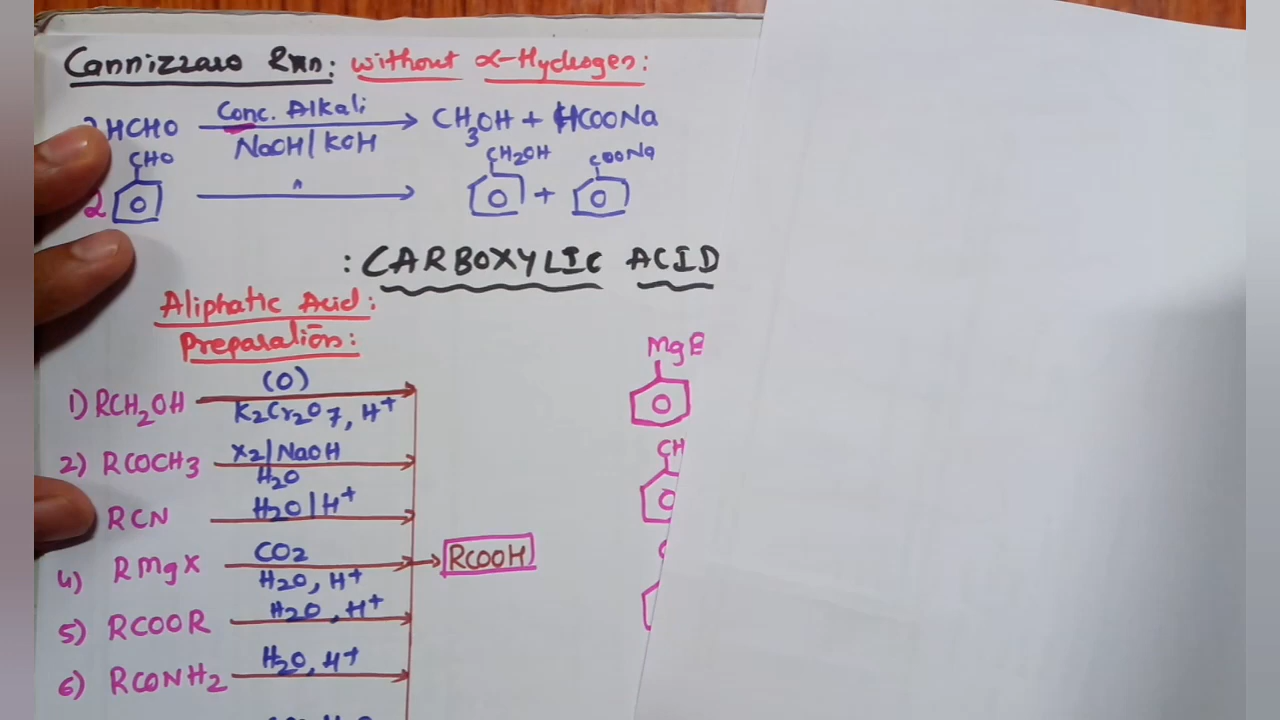 Cannizzaro Rxn: without α-Hydrogen:
2HCHO Conc. Alkali NaOH/KOH CH3OH + HCOONa
CHO CH2OH COONa
2 +
: CARBOXYLIC ACID
Aliphatic Acid:
Preparation:
1) RCH2OH (O) K2Cr2O7, H+
2) RCOCH3 X2/NaOH H2O
RCN H2O/H+
4) RMgX CO2 H2O, H+
RCOOH
5) RCOOR H2O, H+
6) RCONH2 H2O, H+
MgB
CH